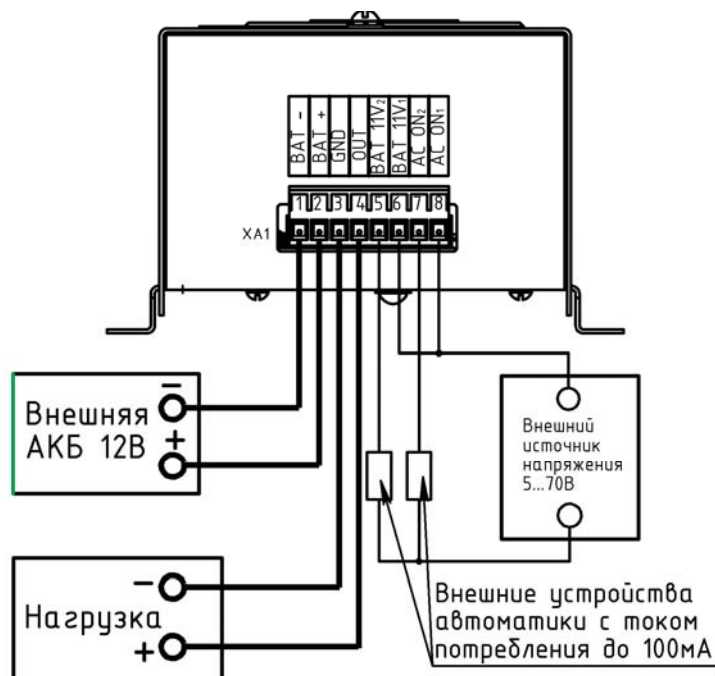 BAT -
BAT +
GND
OUT
BAT 11V2
BAT 11V1
AC ON2
AC ON1
1 2 3 4 5 6 7 8
XA1
Внешняя
АКБ 12В
-
+
Внешний
источник
напряжения
5...70В
Нагрузка
-
+
Внешние устройства
автоматики с током
потребления до 100мА